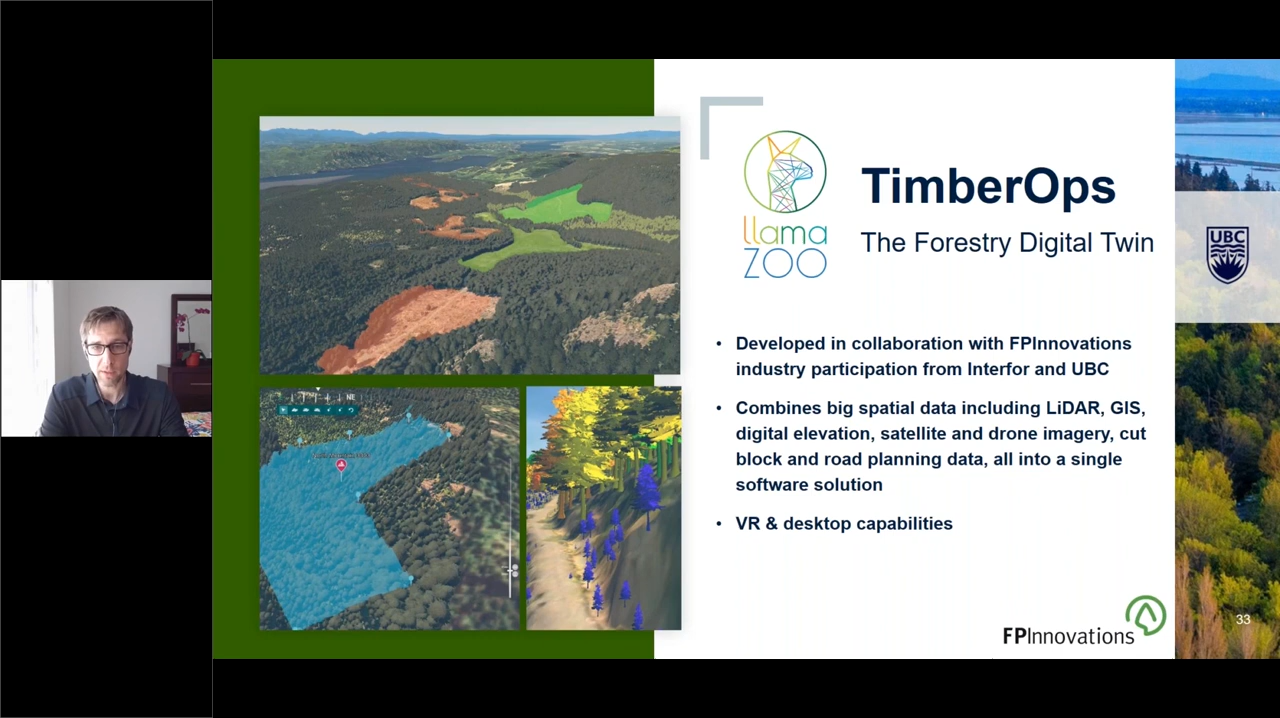 llama
ZOO
TimberOps
The Forestry Digital Twin
UBC
• Developed in collaboration with FPInnovations
industry participation from Interfor and UBC
• Combines big spatial data including LiDAR, GIS,
digital elevation, satellite and drone imagery, cut
block and road planning data, all into a single
software solution
• VR & desktop capabilities
NE
FPInnovations
33